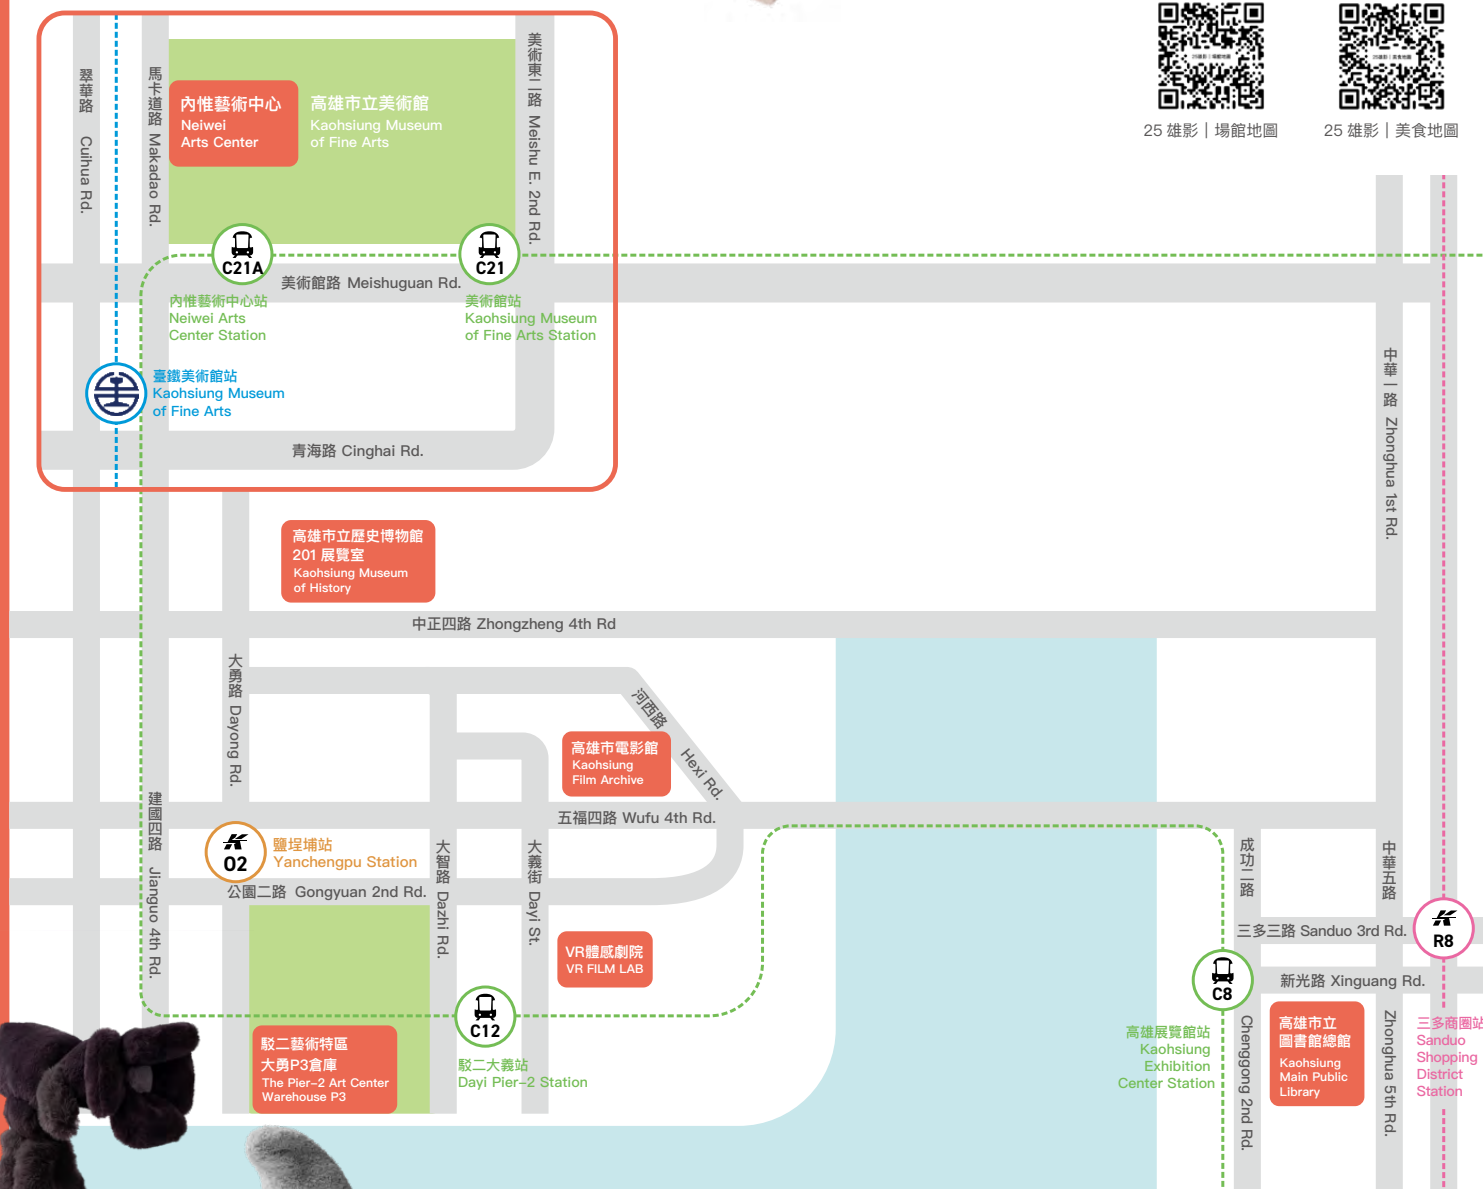 25 雄影｜場館地圖
25 雄影｜美食地圖
翠華路 Cuihua Rd.
馬卡道路 Makadao Rd.
內惟藝術中心
Neiwei
Arts Center
高雄市立美術館
Kaohsiung Museum
of Fine Arts
美術東二路 Meishu E. 2nd Rd.
C21A
C21
美術館路 Meishuguan Rd.
內惟藝術中心站
Neiwei Arts
Center Station
美術館站
Kaohsiung Museum
of Fine Arts Station
臺鐵美術館站
Kaohsiung Museum
of Fine Arts
青海路 Cinghai Rd.
中華一路 Zhonghua 1st Rd.
高雄市立歷史博物館
201 展覽室
Kaohsiung Museum
of History
中正四路 Zhongzheng 4th Rd
大勇路 Dayong Rd.
河西路 Hexi Rd.
高雄市電影館
Kaohsiung
Film Archive
五福四路 Wufu 4th Rd.
建國四路 Jianguo 4th Rd.
O2
鹽埕埔站
Yanchengpu Station
公園二路 Gongyuan 2nd Rd.
大智路 Dazhi Rd.
大義街 Dayi St.
VR體感劇院
VR FILM LAB
C12
駁二大義站
Dayi Pier-2 Station
駁二藝術特區
大勇P3倉庫
The Pier-2 Art Center
Warehouse P3
成功二路
中華五路
三多三路 Sanduo 3rd Rd.
R8
新光路 Xinguang Rd.
C8
高雄展覽館站
Kaohsiung
Exhibition
Center Station
Chenggong 2nd Rd.
高雄市立
圖書館總館
Kaohsiung
Main Public
Library
Zhonghua 5th Rd.
三多商圈站
Sanduo
Shopping
District
Station